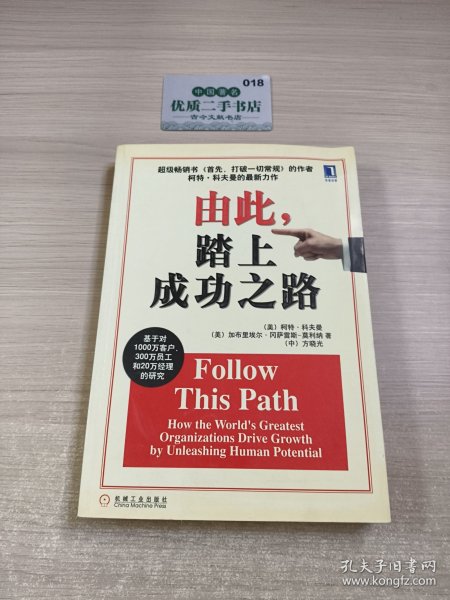 018
中国著名
优质二手书店
古今文献书店
超级畅销书《首先，打破一切常规》的作者
柯特·科夫曼的最新力作
由此，
踏上
成功之路
（美）柯特·科夫曼
（美）加布里埃尔·冈萨雷斯-莫利纳 著
（中）方晓光
基于对
1000万客户、
300万员工
和20万经理
的研究
Follow
This Path
How the World's Greatest
Organizations Drive Growth
by Unleashing Human Potential
机械工业出版社
China Machine Press
孔夫子旧书网
www.kongfz.com